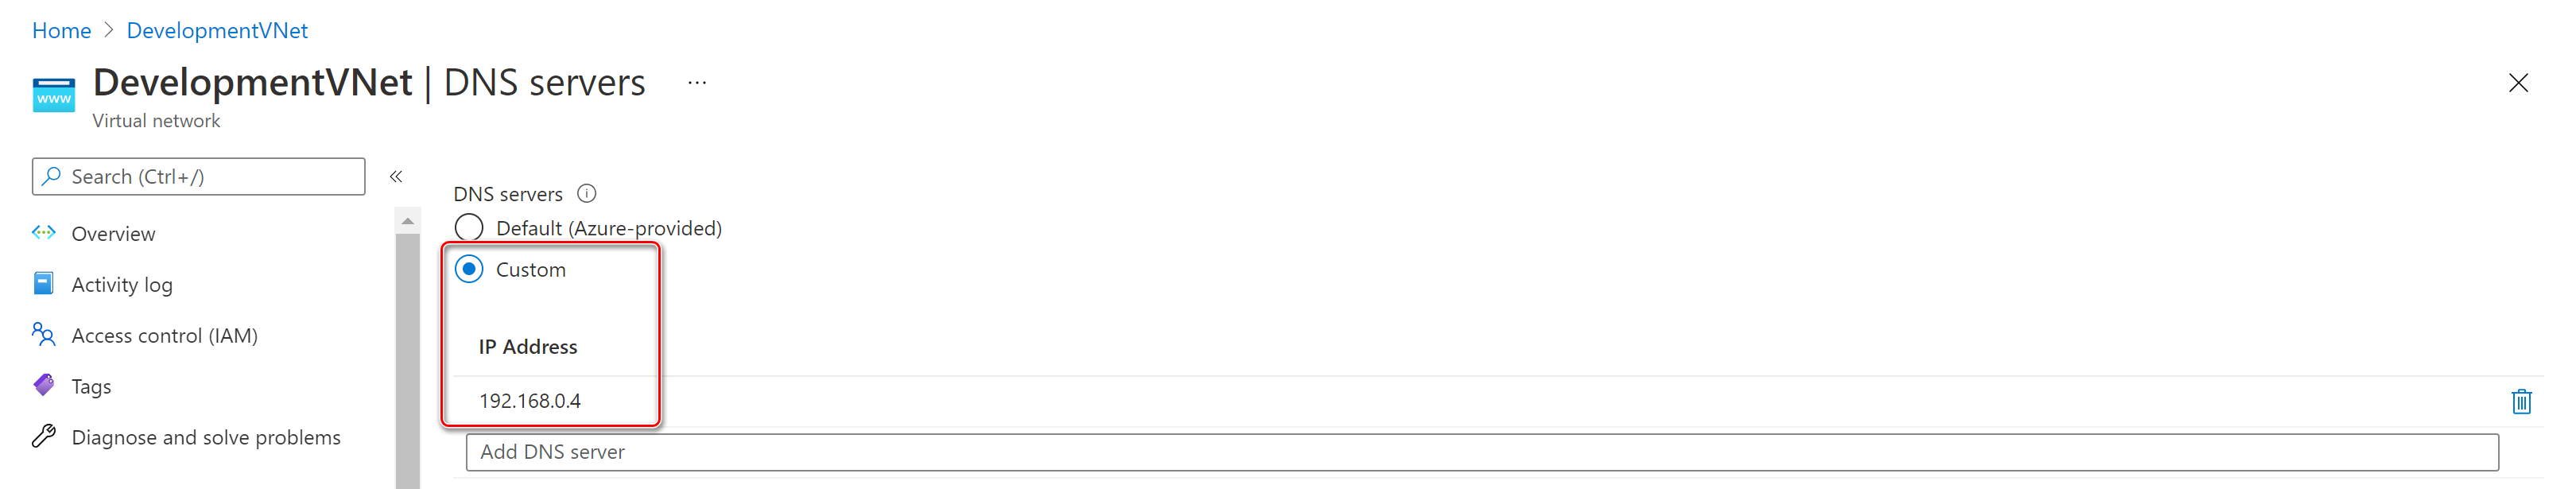 Home > DevelopmentVNet
DevelopmentVNet | DNS servers ...
www
Virtual network
Search (Ctrl+/)
«
Overview
Activity log
Access control (IAM)
Tags
Diagnose and solve problems
DNS servers
Default (Azure-provided)
Custom
IP Address
192.168.0.4
Add DNS server